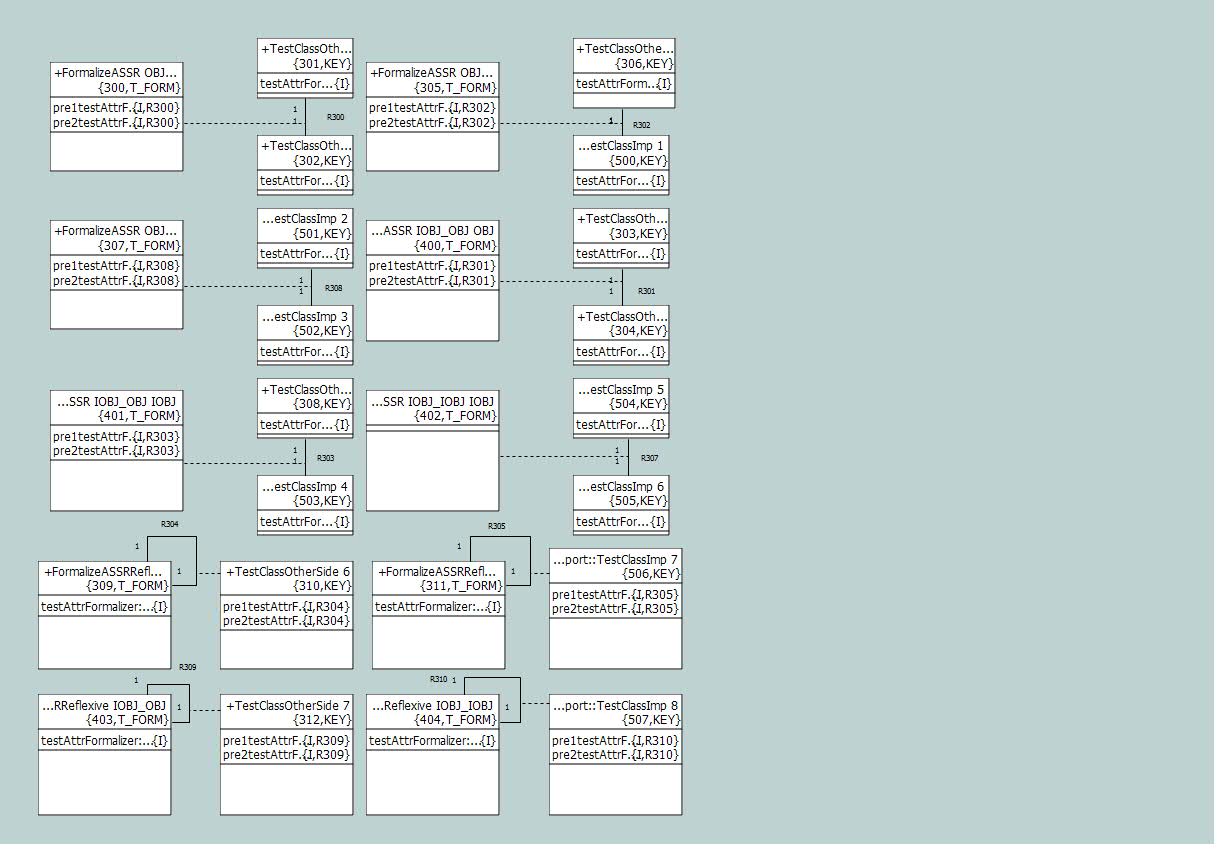 +FormalizeASSR OBJ...
{300,T_FORM}
pre1testAttrF.{I,R300}
pre2testAttrF.{I,R300}
+TestClassOth...
{301,KEY}
testAttrFor...{I}
1
1
R300
+TestClassOth...
{302,KEY}
testAttrFor...{I}
+FormalizeASSR OBJ...
{305,T_FORM}
pre1testAttrF.{I,R302}
pre2testAttrF.{I,R302}
+TestClassOthe...
{306,KEY}
testAttrForm..{I}
1
R302
...estClassImp 1
{500,KEY}
testAttrFor...{I}
+FormalizeASSR OBJ...
{307,T_FORM}
pre1testAttrF.{I,R308}
pre2testAttrF.{I,R308}
...estClassImp 2
{501,KEY}
testAttrFor...{I}
1
1
R308
...estClassImp 3
{502,KEY}
testAttrFor...{I}
...ASSR IOBJ_OBJ OBJ
{400,T_FORM}
pre1testAttrF.{I,R301}
pre2testAttrF.{I,R301}
+TestClassOth...
{303,KEY}
testAttrFor...{I}
1
1
R301
+TestClassOth...
{304,KEY}
testAttrFor...{I}
...SSR IOBJ_OBJ IOBJ
{401,T_FORM}
pre1testAttrF.{I,R303}
pre2testAttrF.{I,R303}
+TestClassOth...
{308,KEY}
testAttrFor...{I}
1
1
R303
...estClassImp 4
{503,KEY}
testAttrFor...{I}
...SSR IOBJ_IOBJ IOBJ
{402,T_FORM}
...estClassImp 5
{504,KEY}
testAttrFor...{I}
1
1
R307
...estClassImp 6
{505,KEY}
testAttrFor...{I}
R304
1
1
+FormalizeASSRRefl...
{309,T_FORM}
testAttrFormalizer:...{I}
+TestClassOtherSide 6
{310,KEY}
pre1testAttrF.{I,R304}
pre2testAttrF.{I,R304}
R305
1
1
+FormalizeASSRRefl...
{311,T_FORM}
testAttrFormalizer:...{I}
...port::TestClassImp 7
{506,KEY}
pre1testAttrF.{I,R305}
pre2testAttrF.{I,R305}
R309
1
1
...RReflexive IOBJ_OBJ
{403,T_FORM}
testAttrFormalizer:...{I}
+TestClassOtherSide 7
{312,KEY}
pre1testAttrF.{I,R309}
pre2testAttrF.{I,R309}
R310 1
1
...Reflexive IOBJ_IOBJ
{404,T_FORM}
testAttrFormalizer:...{I}
...port::TestClassImp 8
{507,KEY}
pre1testAttrF.{I,R310}
pre2testAttrF.{I,R310}